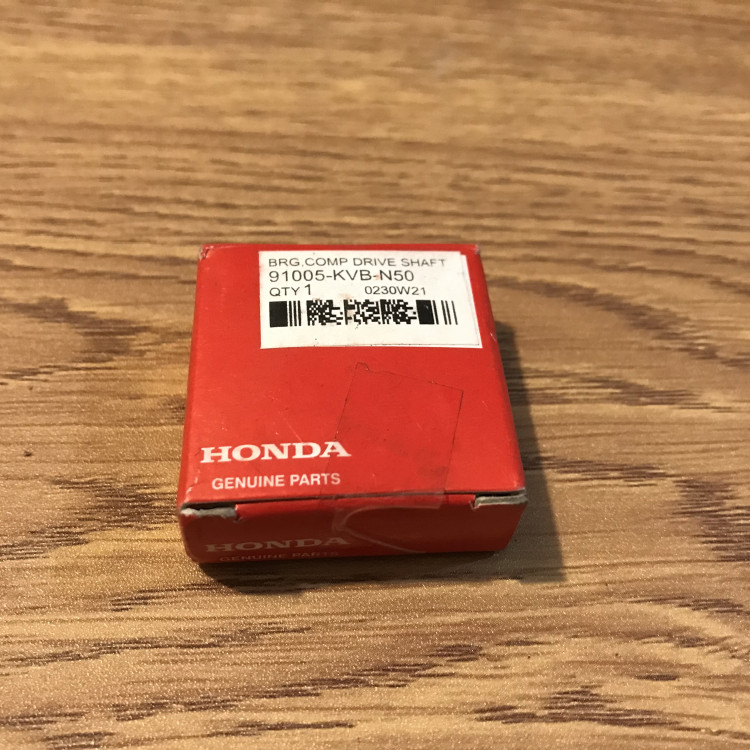 BRG,COMP DRIVE SHAFT
91005-KVB-N50
QTY 1 0230W21
HONDA
GENUINE PARTS
HONDA
GENUINE PARTS